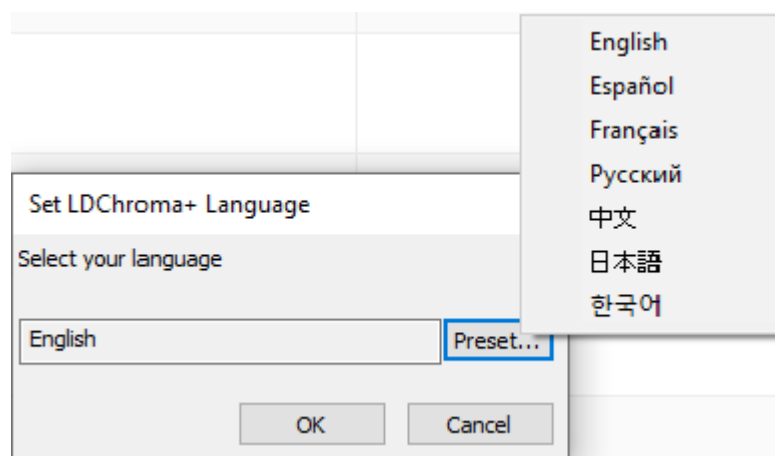 English
Español
Français
Русский
中文
日本語
한국어
Set LDChroma+ Language
Select your language
English
Preset...
OK
Cancel